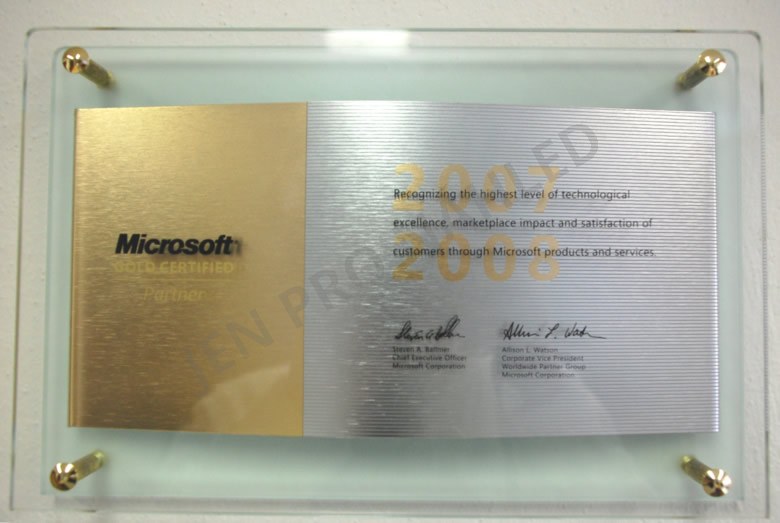 Microsoft
GOLD CERTIFIED
Partner
2007
Recognizing the highest level of technological
excellence, marketplace impact and satisfaction of
2008
customers through Microsoft products and services.
Steven A. Ballmer
Chief Executive Officer
Microsoft Corporation
Allison L. Watson
Corporate Vice President
Worldwide Partner Group
Microsoft Corporation